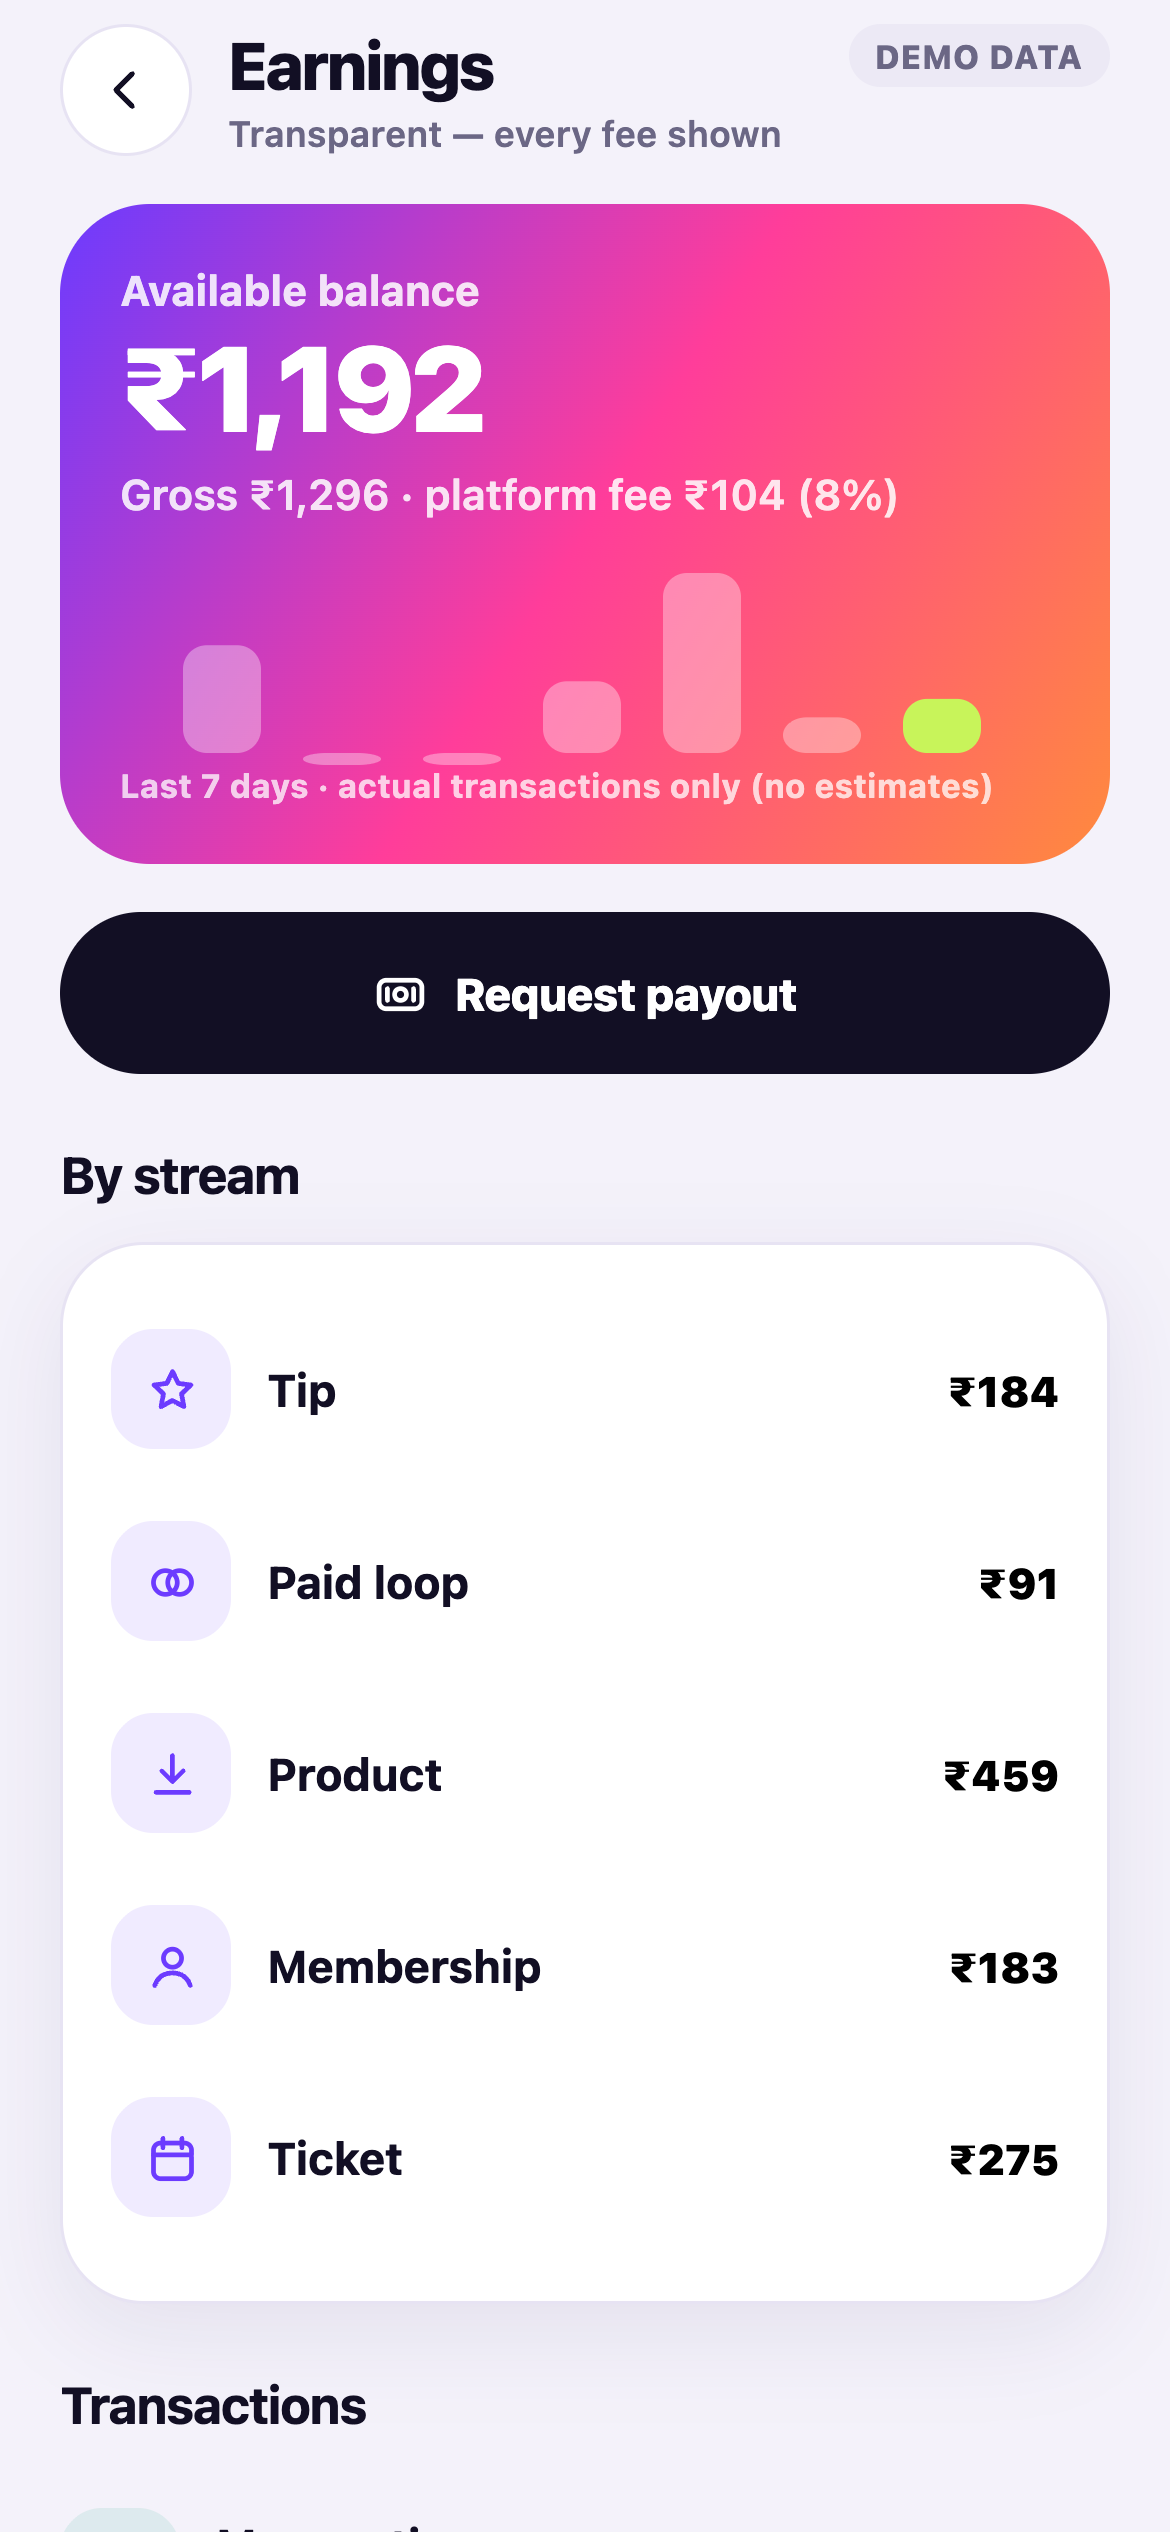 Earnings
DEMO DATA
Transparent — every fee shown
Available balance
₹1,192
Gross ₹1,296 · platform fee ₹104 (8%)
Last 7 days · actual transactions only (no estimates)
Request payout
By stream
Tip
₹184
Paid loop
₹91
Product
₹459
Membership
₹183
Ticket
₹275
Transactions